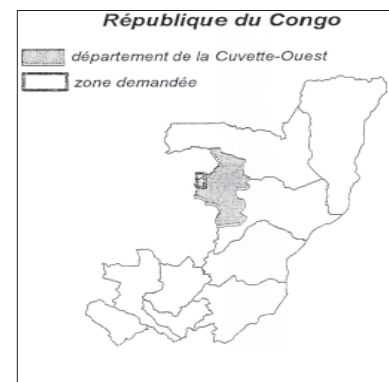 République du Congo
département de la Cuvette-Ouest
zone demandée